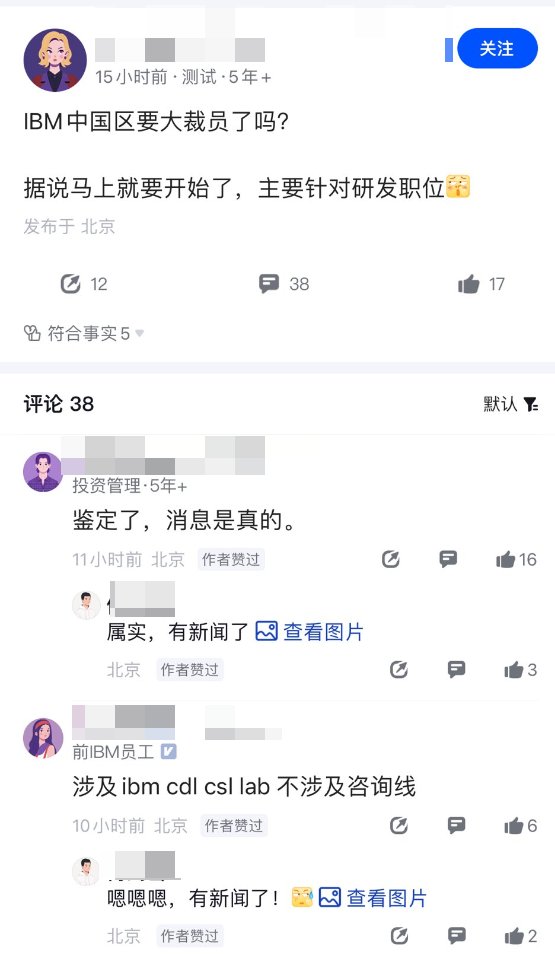 关注
15小时前·测试·5年+
IBM中国区要大裁员了吗?
据说马上就要开始了，主要针对研发职位
发布于 北京
12
38
17
符合事实5
评论 38
默认
投资管理·5年+
鉴定了，消息是真的。
11小时前 北京 作者赞过
16
属实，有新闻了 查看图片
北京 作者赞过
3
前IBM员工
涉及ibm cdl csl lab 不涉及咨询线
10小时前 北京 作者赞过
6
嗯嗯嗯，有新闻了！ 查看图片
北京 作者赞过
2